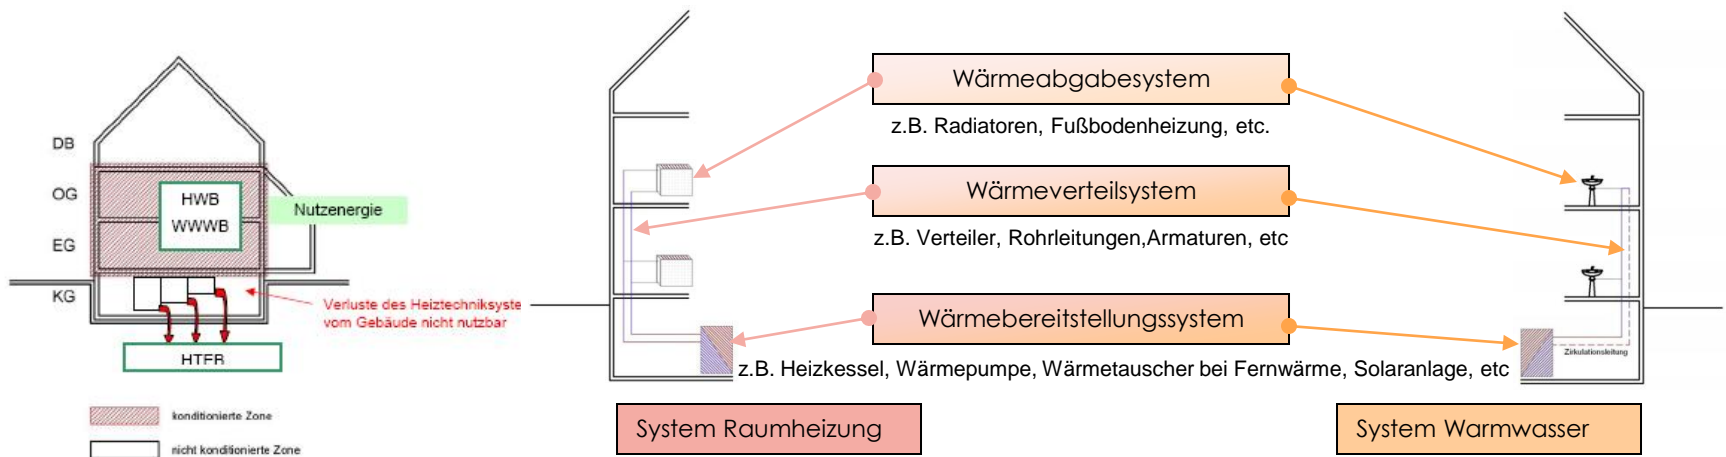 DB
OG
EG
KG
HWB
WWWB
Nutzenergie
Verluste des Heiztechniksyste
vom Gebäude nicht nutzbar
HTEB
konditionierte Zone
nicht konditionierte Zone
Wärmeabgabesystem
z.B. Radiatoren, Fußbodenheizung, etc.
Wärmeverteilsystem
z.B. Verteiler, Rohrleitungen,Armaturen, etc
Wärmebereitstellungssystem
z.B. Heizkessel, Wärmepumpe, Wärmetauscher bei Fernwärme, Solaranlage, etc
Zirkulationsleitung
System Raumheizung
System Warmwasser